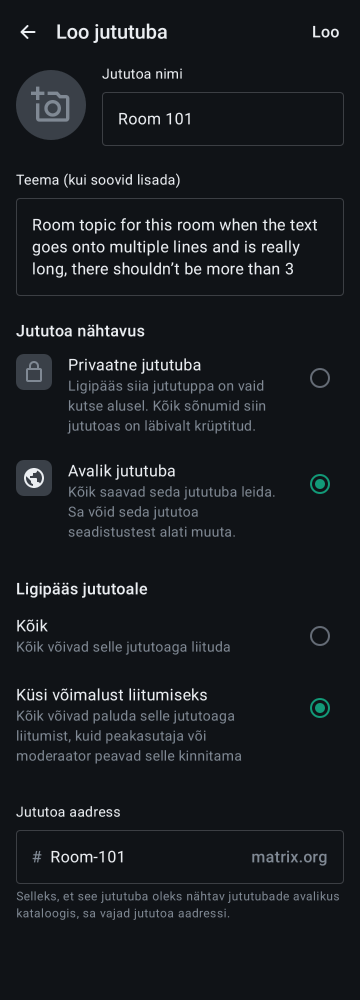 Loo jututuba
Loo
Jututoa nimi
Room 101
Teema (kui soovid lisada)
Room topic for this room when the text
goes onto multiple lines and is really
long, there shouldn’t be more than 3
Jututoa nähtavus
Privaatne jututuba
Ligipääs siia jututuppa on vaid
kutse alusel. Kõik sõnumid siin
jututoas on läbivalt krüptitud.
Avalik jututuba
Kõik saavad seda jututuba leida.
Sa võid seda jututoa
seadistustest alati muuta.
Ligipääs jututoale
Kõik
Kõik võivad selle jututoaga liituda
Küsi võimalust liitumiseks
Kõik võivad paluda selle jututoaga
liitumist, kuid peakasutaja või
moderaator peavad selle kinnitama
Jututoa aadress
# Room-101 matrix.org
Selleks, et see jututuba oleks nähtav jututubade avalikus
kataloogis, sa vajad jututoa aadressi.